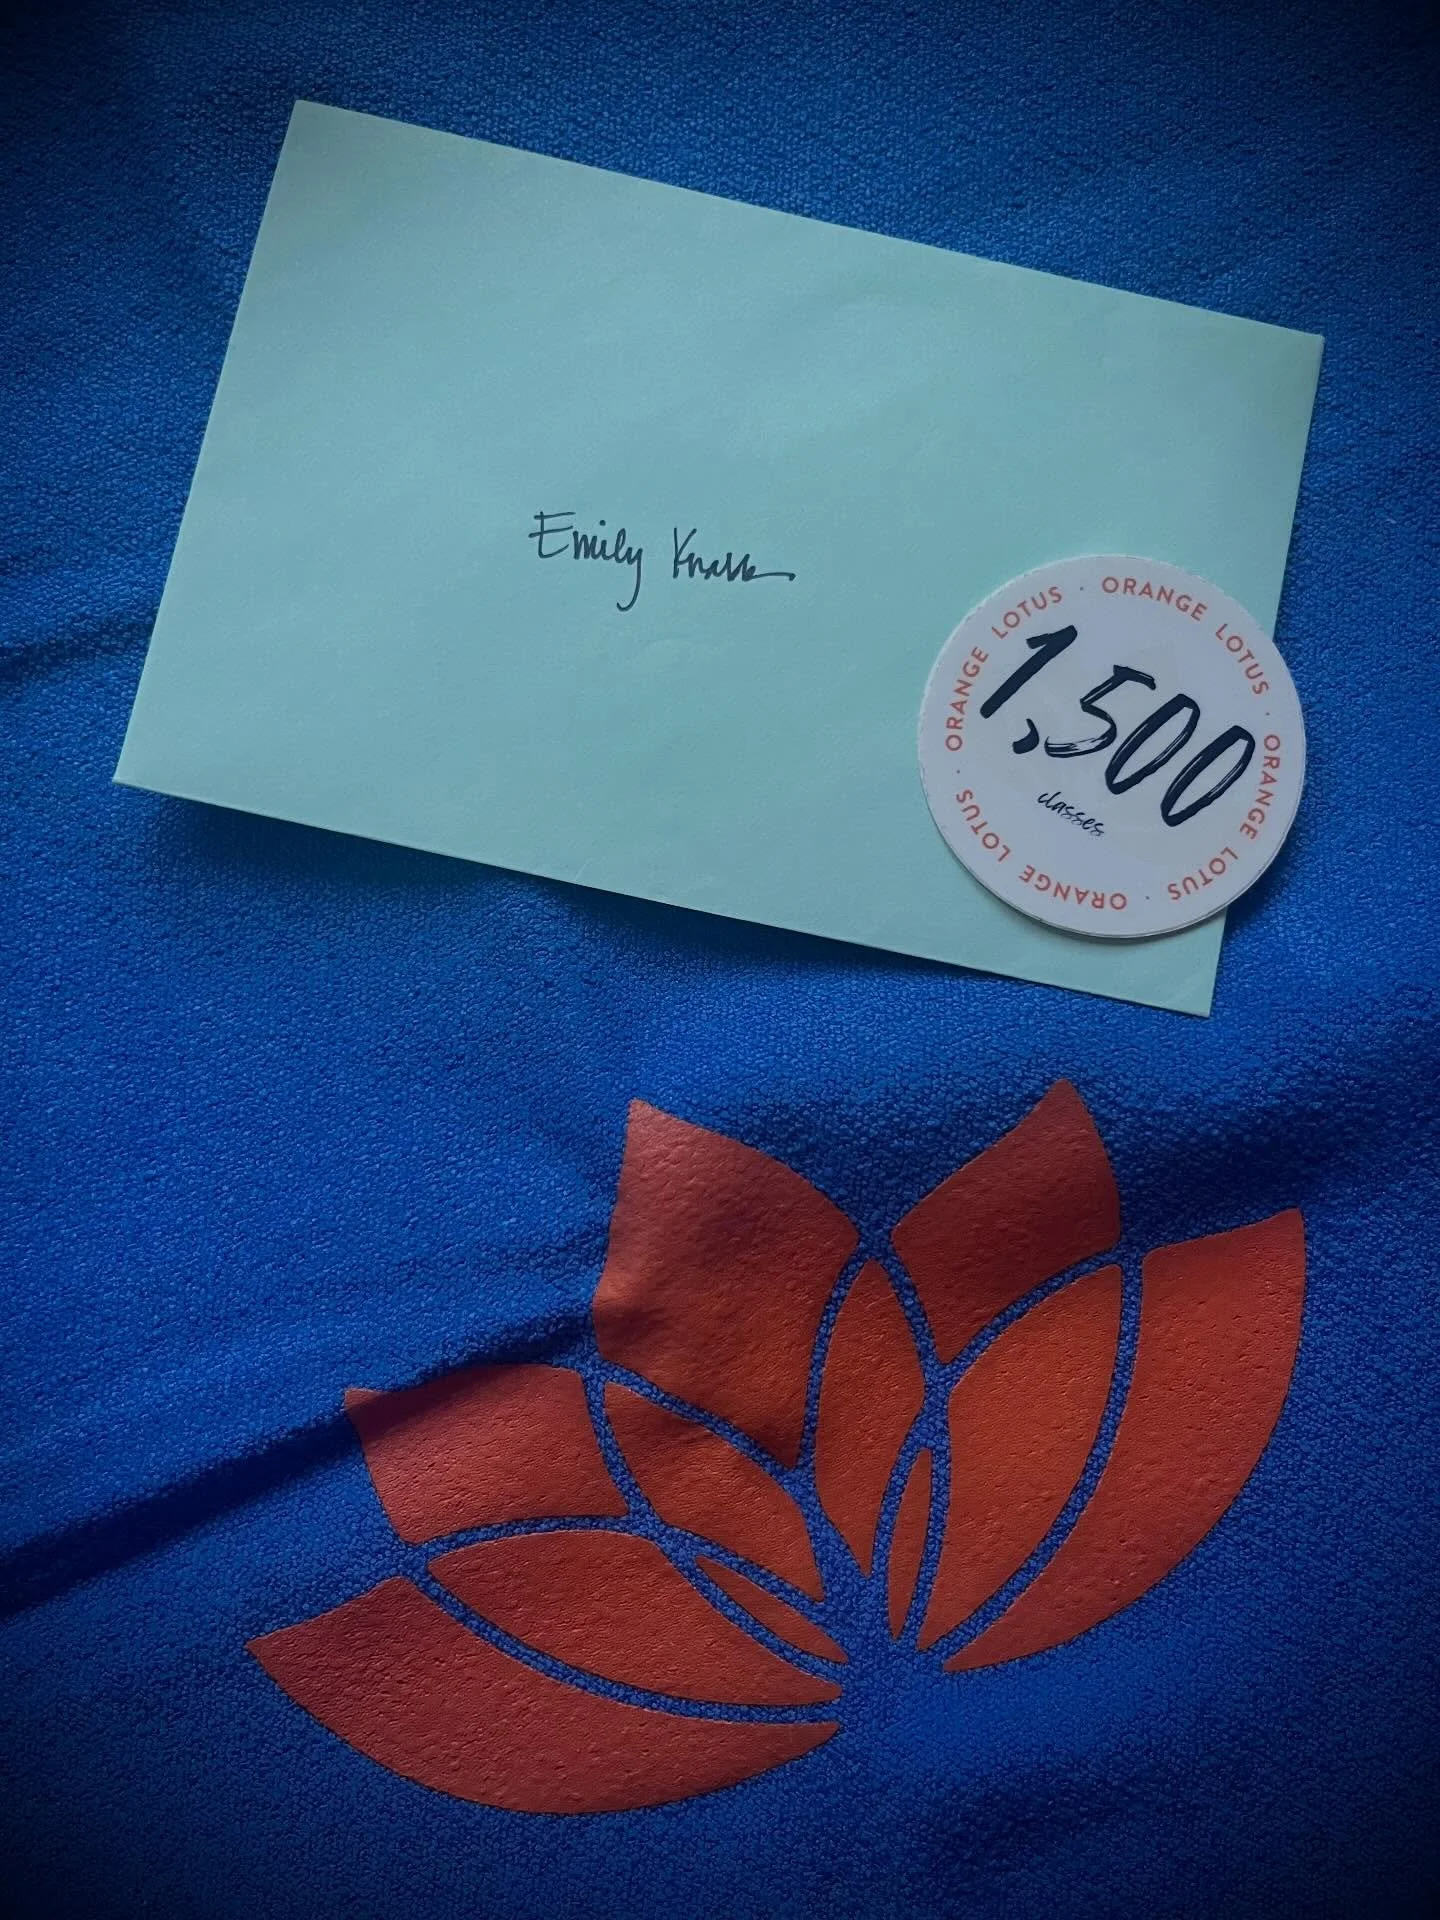 Emily
ORANGE LOTUS · ORANGE LOTUS · ORANGE LOTUS · ORANGE LOTUS ·
1,500
classes